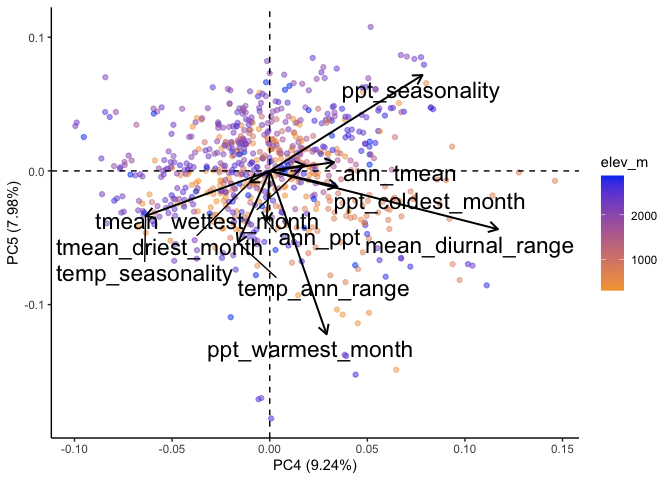 0.1
ppt_seasonality
elev_m
0.0
ann_tmean
ppt_coldest_month
2000
tmean_wettest_month
tmean_driest_month
ann_ppt
mean_diurnal_range
1000
temp_seasonality
temp_ann_range
-0.1
ppt_warmest_month
PC5 (7.98%)
-0.10
-0.05
0.00
0.05
0.10
0.15
PC4 (9.24%)